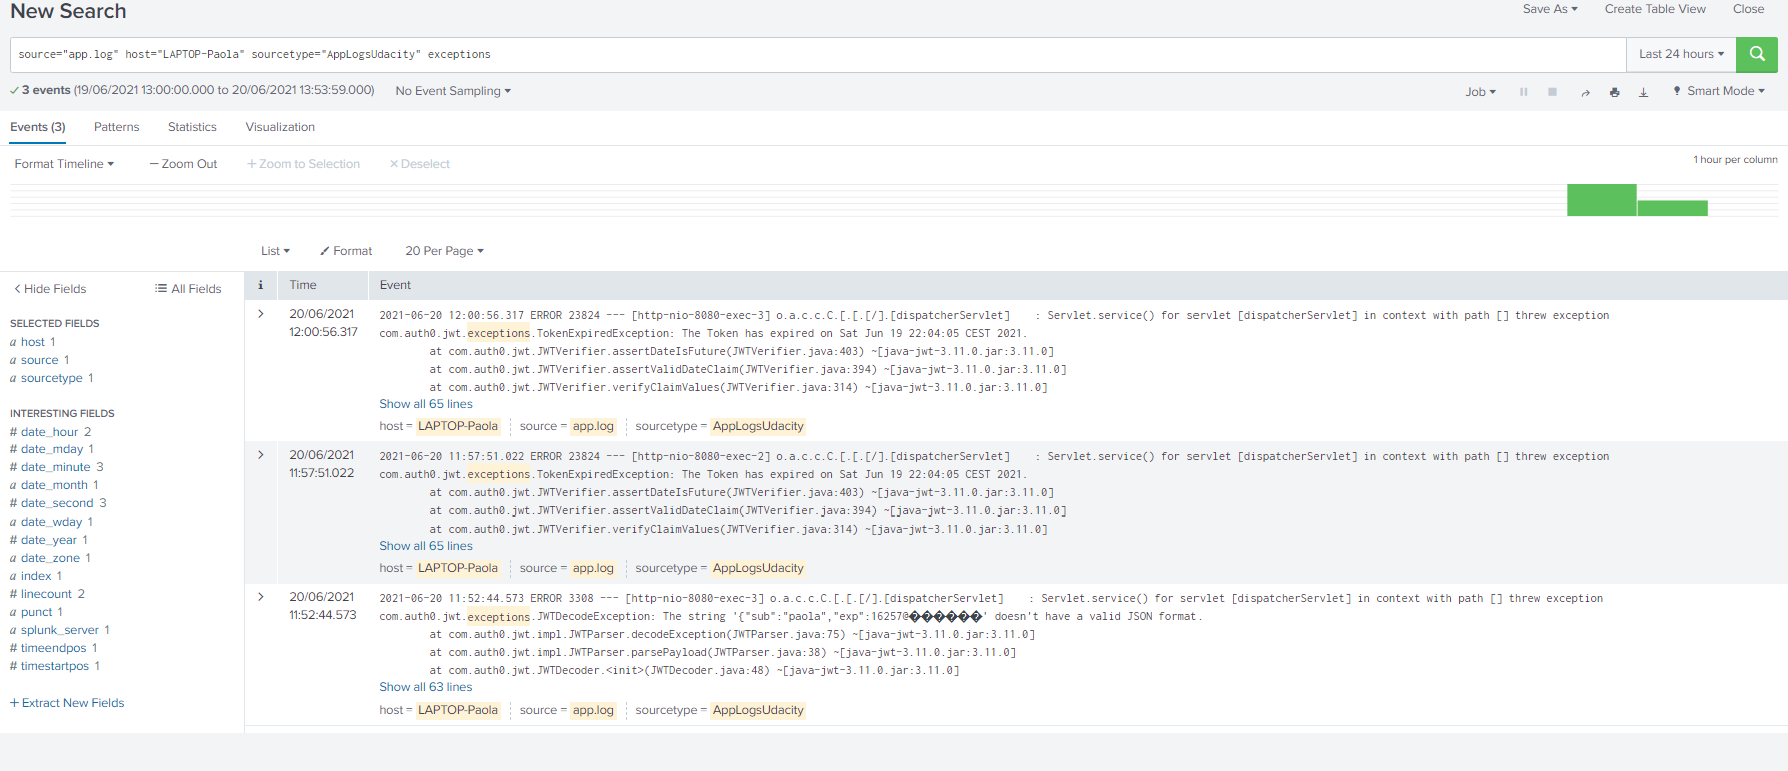 New Search
Save As ▾ Create Table View Close
source="app.log" host="LAPTOP-Paola" sourcetype="AppLogsUdacity" exceptions
Last 24 hours ▾
✓ 3 events (19/06/2021 13:00:00.000 to 20/06/2021 13:53:59.000) No Event Sampling ▾
Job ▾ Smart Mode ▾
Events (3) Patterns Statistics Visualization
Format Timeline ▾ — Zoom Out + Zoom to Selection × Deselect
1 hour per column
List ▾ Format 20 Per Page ▾
< Hide Fields All Fields
i Time Event
SELECTED FIELDS
a host 1
a source 1
a sourcetype 1
INTERESTING FIELDS
# date_hour 2
# date_mday 1
# date_minute 3
# date_month 1
# date_second 3
a date_wday 1
# date_year 1
a date_zone 1
a index 1
# linecount 2
a punct 1
a splunk_server 1
# timeendpos 1
# timestartpos 1
+ Extract New Fields
> 20/06/2021
12:00:56.317
2021-06-20 12:00:56.317 ERROR 23824 --- [http-nio-8080-exec-3] o.a.c.c.C.[.[.[/].[dispatcherServlet] : Servlet.service() for servlet [dispatcherServlet] in context with path [] threw exception
com.auth0.jwt.exceptions.TokenExpiredException: The Token has expired on Sat Jun 19 22:04:05 CEST 2021.
at com.auth0.jwt.JWTVerifier.assertDateIsFuture(JWTVerifier.java:403) ~[java-jwt-3.11.0.jar:3.11.0]
at com.auth0.jwt.JWTVerifier.assertValidDateClaim(JWTVerifier.java:394) ~[java-jwt-3.11.0.jar:3.11.0]
at com.auth0.jwt.JWTVerifier.verifyClaimValues(JWTVerifier.java:314) ~[java-jwt-3.11.0.jar:3.11.0]
Show all 65 lines
host = LAPTOP-Paola source = app.log sourcetype = AppLogsUdacity
> 20/06/2021
11:57:51.022
2021-06-20 11:57:51.022 ERROR 23824 --- [http-nio-8080-exec-2] o.a.c.c.C.[.[.[/].[dispatcherServlet] : Servlet.service() for servlet [dispatcherServlet] in context with path [] threw exception
com.auth0.jwt.exceptions.TokenExpiredException: The Token has expired on Sat Jun 19 22:04:05 CEST 2021.
at com.auth0.jwt.JWTVerifier.assertDateIsFuture(JWTVerifier.java:403) ~[java-jwt-3.11.0.jar:3.11.0]
at com.auth0.jwt.JWTVerifier.assertValidDateClaim(JWTVerifier.java:394) ~[java-jwt-3.11.0.jar:3.11.0]
at com.auth0.jwt.JWTVerifier.verifyClaimValues(JWTVerifier.java:314) ~[java-jwt-3.11.0.jar:3.11.0]
Show all 65 lines
host = LAPTOP-Paola source = app.log sourcetype = AppLogsUdacity
> 20/06/2021
11:52:44.573
2021-06-20 11:52:44.573 ERROR 3308 --- [http-nio-8080-exec-3] o.a.c.c.C.[.[.[/].[dispatcherServlet] : Servlet.service() for servlet [dispatcherServlet] in context with path [] threw exception
com.auth0.jwt.exceptions.JWTDecodeException: The string '{"sub":"paola","exp":16257@������' doesn't have a valid JSON format.
at com.auth0.jwt.impl.JWTParser.decodeException(JWTParser.java:75) ~[java-jwt-3.11.0.jar:3.11.0]
at com.auth0.jwt.impl.JWTParser.parsePayload(JWTParser.java:38) ~[java-jwt-3.11.0.jar:3.11.0]
at com.auth0.jwt.JWTDecoder.<init>(JWTDecoder.java:48) ~[java-jwt-3.11.0.jar:3.11.0]
Show all 63 lines
host = LAPTOP-Paola source = app.log sourcetype = AppLogsUdacity